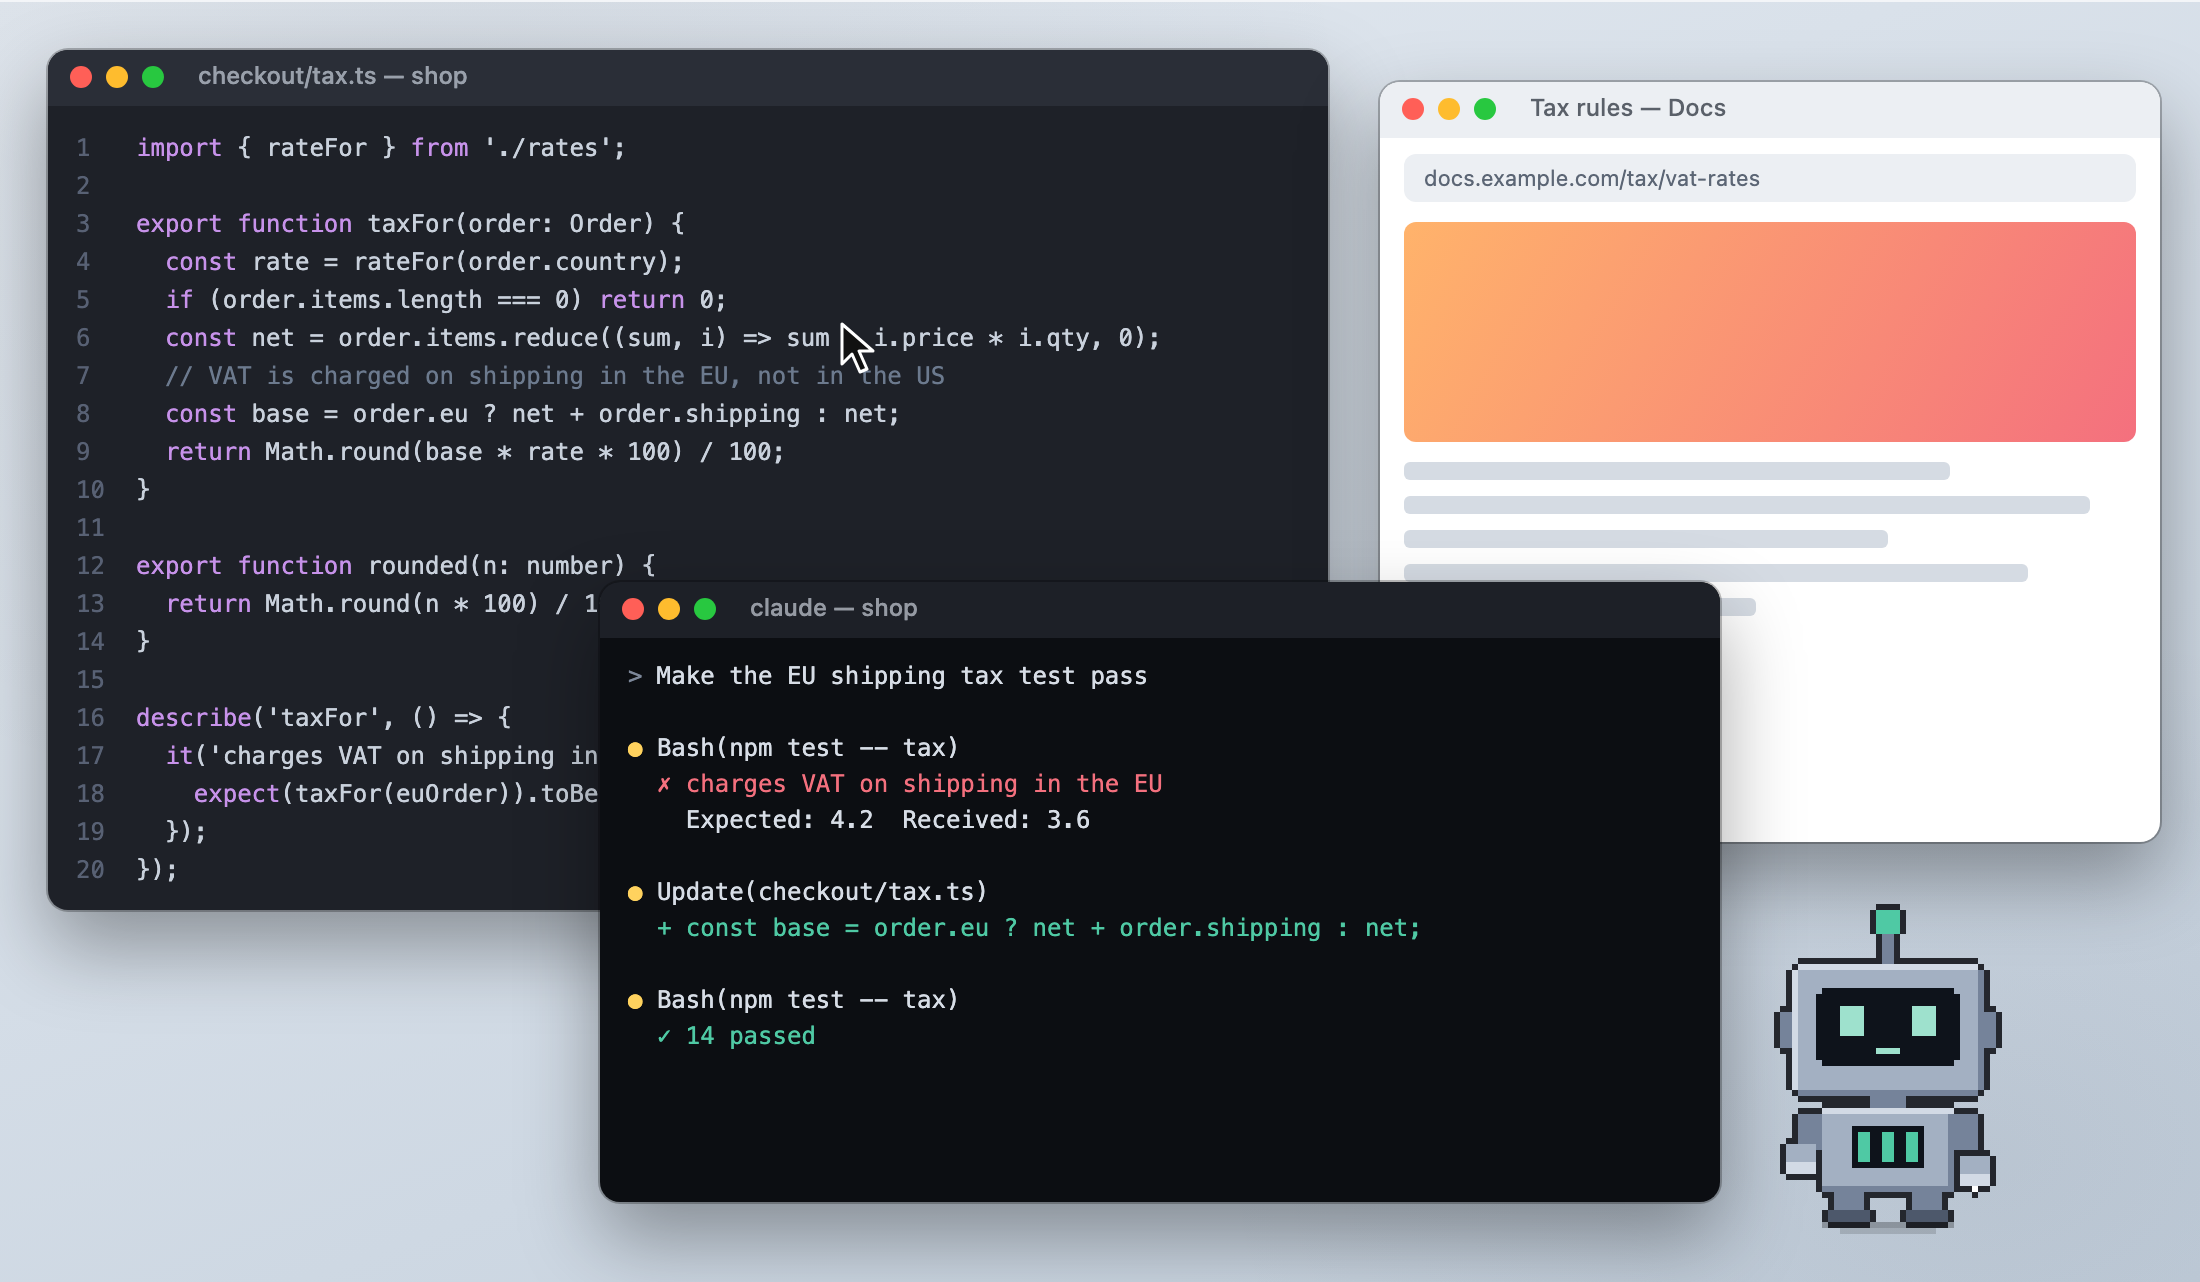 checkout/tax.ts — shop
1 import { rateFor } from './rates';
2
3 export function taxFor(order: Order) {
4 const rate = rateFor(order.country);
5 if (order.items.length === 0) return 0;
6 const net = order.items.reduce((sum, i) => sum i.price * i.qty, 0);
7 // VAT is charged on shipping in the EU, not in the US
8 const base = order.eu ? net + order.shipping : net;
9 return Math.round(base * rate * 100) / 100;
10 }
11
12 export function rounded(n: number) {
13 return Math.round(n * 100) / 1
14 }
15
16 describe('taxFor', () => {
17 it('charges VAT on shipping in
18 expect(taxFor(euOrder)).toBe
19 });
20 });
Tax rules — Docs
docs.example.com/tax/vat-rates
claude — shop
> Make the EU shipping tax test pass
Bash(npm test -- tax)
✗ charges VAT on shipping in the EU
Expected: 4.2 Received: 3.6
Update(checkout/tax.ts)
+ const base = order.eu ? net + order.shipping : net;
Bash(npm test -- tax)
✓ 14 passed